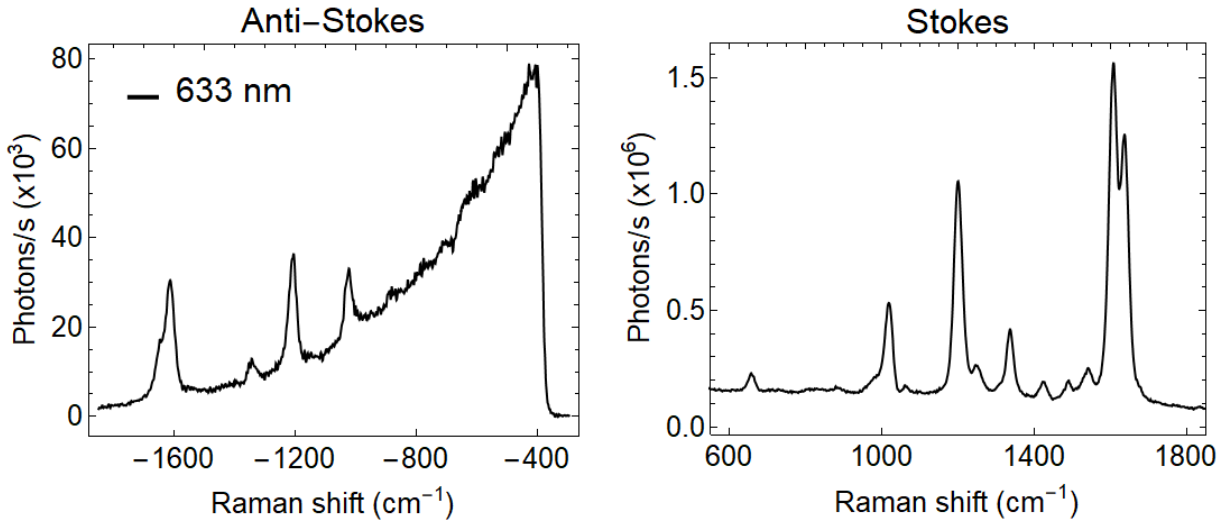 Anti−Stokes
80
60
40
20
0
Photons/s (x10³)
633 nm
−1600 −1200 −800 −400
Raman shift (cm⁻¹)
Stokes
1.5
1.0
0.5
0.0
Photons/s (x10⁶)
600 1000 1400 1800
Raman shift (cm⁻¹)